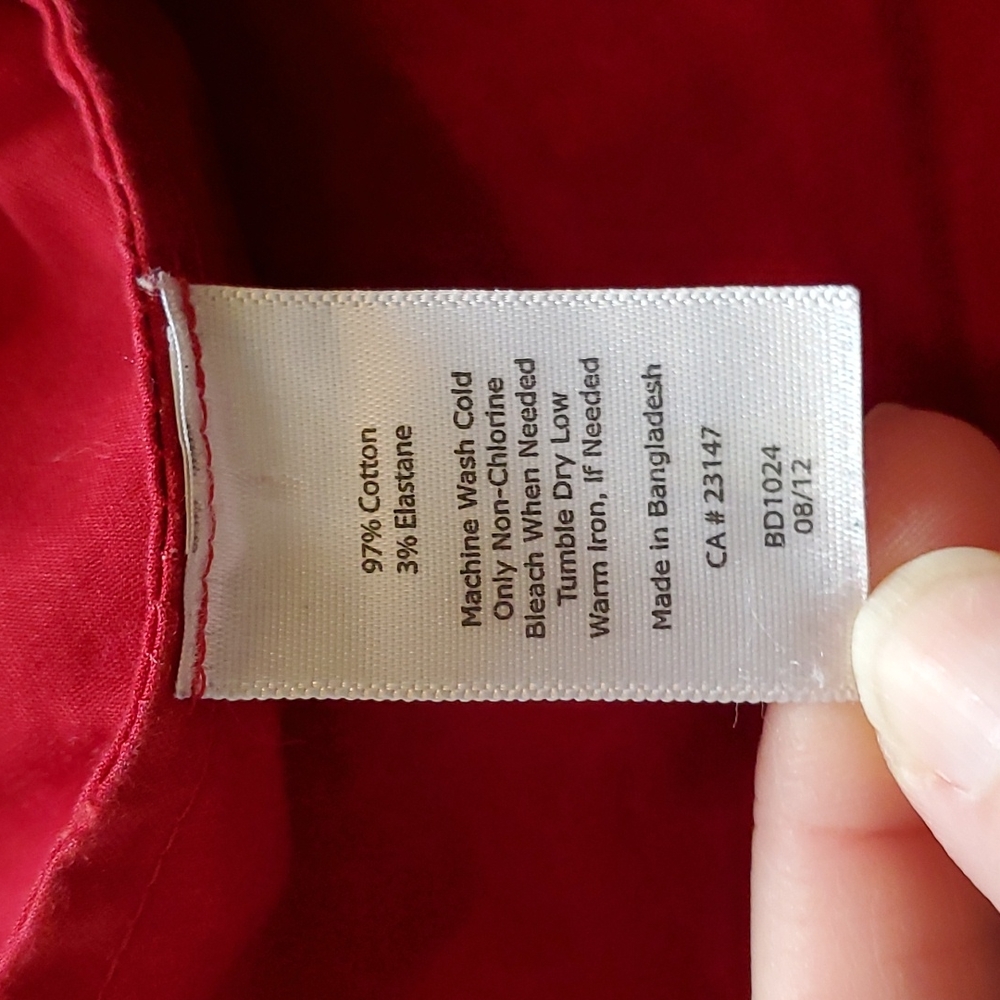 97% Cotton
3% Elastane
Machine Wash Cold
Only Non-Chlorine
Bleach When Needed
Tumble Dry Low
Warm Iron, If Needed
Made in Bangladesh
CA # 23147
BD1024
08/12